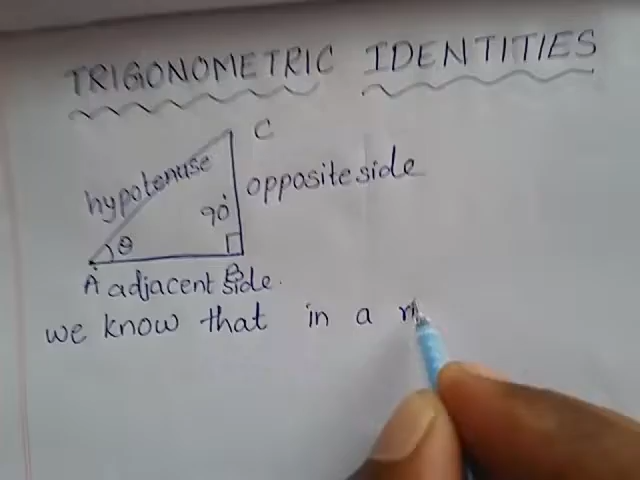 TRIGONOMETRIC IDENTITIES
C
hypotenuse
opposite side
90°
θ
A adjacent side.
B
we know that in a r